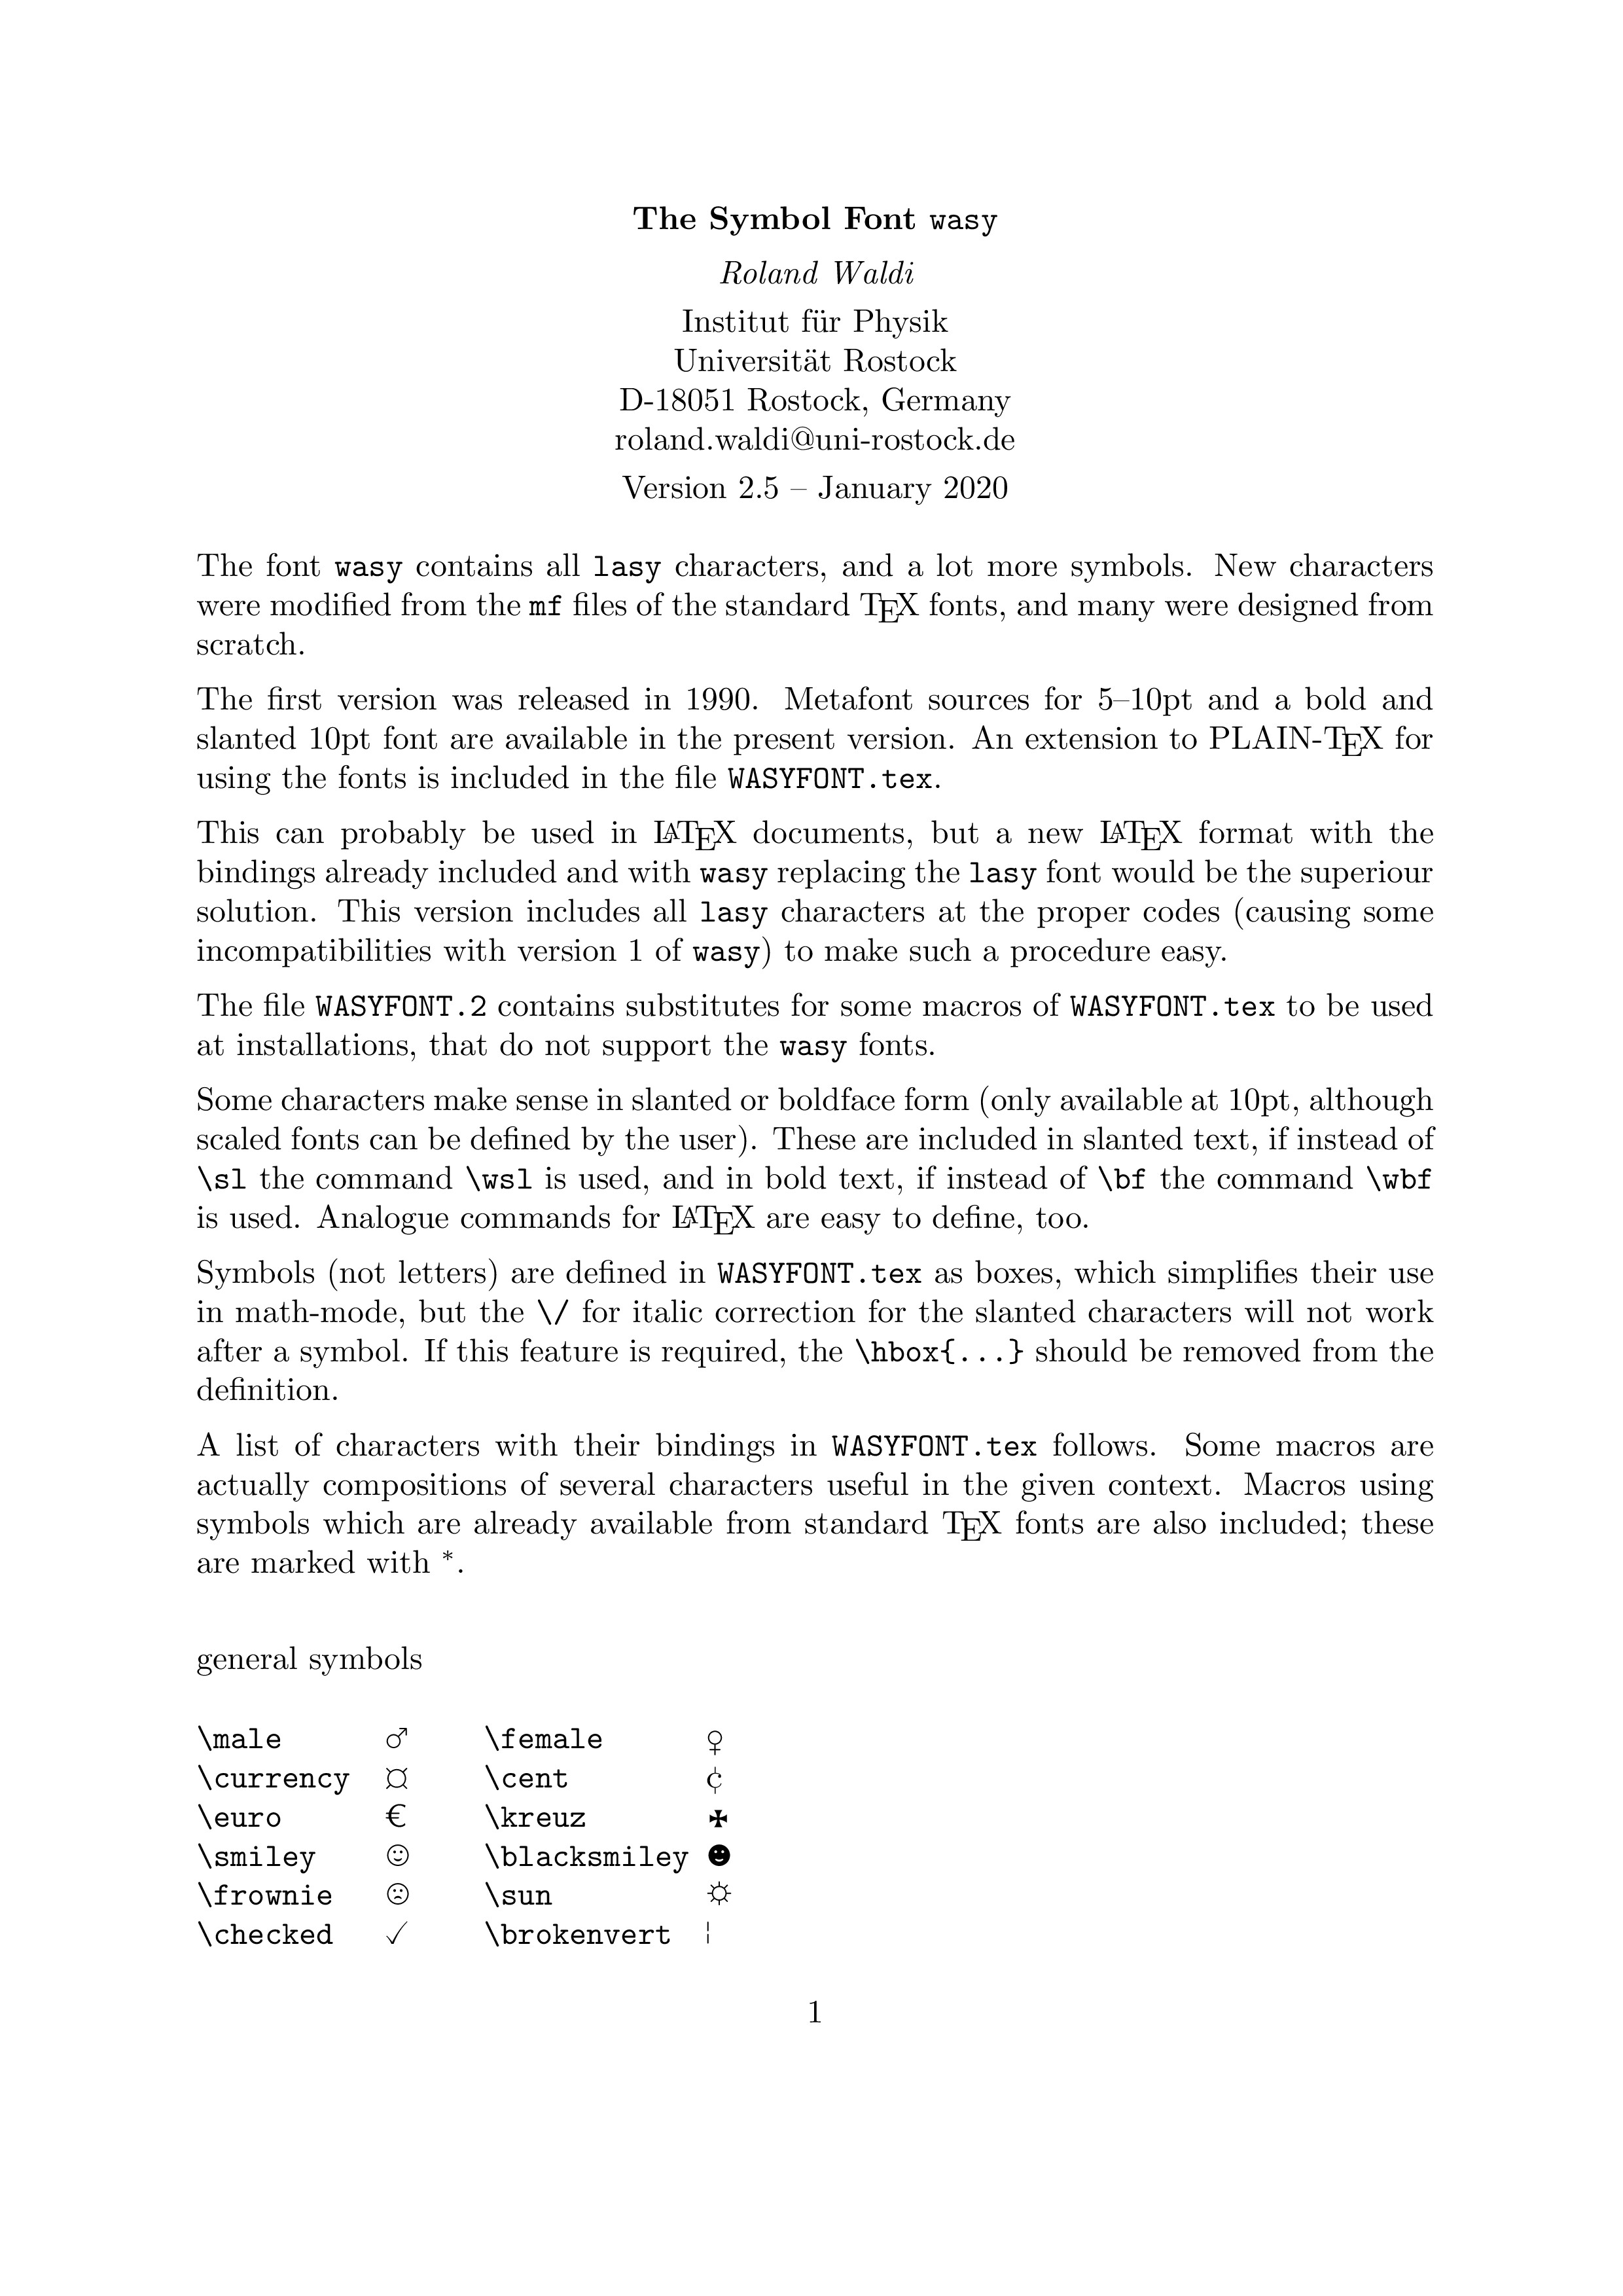 The Symbol Font wasy
Roland Waldi
Institut für Physik
Universität Rostock
D-18051 Rostock, Germany
roland.waldi@uni-rostock.de
Version 2.5 – January 2020
The font wasy contains all lasy characters, and a lot more symbols. New characters
were modified from the mf files of the standard TEX fonts, and many were designed from
scratch.
The first version was released in 1990. Metafont sources for 5–10pt and a bold and
slanted 10pt font are available in the present version. An extension to PLAIN-TEX for
using the fonts is included in the file WASYFONT.tex.
This can probably be used in LATEX documents, but a new LATEX format with the
bindings already included and with wasy replacing the lasy font would be the superiour
solution. This version includes all lasy characters at the proper codes (causing some
incompatibilities with version 1 of wasy) to make such a procedure easy.
The file WASYFONT.2 contains substitutes for some macros of WASYFONT.tex to be used
at installations, that do not support the wasy fonts.
Some characters make sense in slanted or boldface form (only available at 10pt, although
scaled fonts can be defined by the user). These are included in slanted text, if instead of
\sl the command \wsl is used, and in bold text, if instead of \bf the command \wbf
is used. Analogue commands for LATEX are easy to define, too.
Symbols (not letters) are defined in WASYFONT.tex as boxes, which simplifies their use
in math-mode, but the \/ for italic correction for the slanted characters will not work
after a symbol. If this feature is required, the \hbox{...} should be removed from the
definition.
A list of characters with their bindings in WASYFONT.tex follows. Some macros are
actually compositions of several characters useful in the given context. Macros using
symbols which are already available from standard TEX fonts are also included; these
are marked with *.
general symbols
\male ♂ \female ♀
\currency ¤ \cent ¢
\euro € \kreuz ✠
\smiley ☺ \blacksmiley ☻
\frownie ☹ \sun ☼
\checked ✓ \brokenvert ¦
1